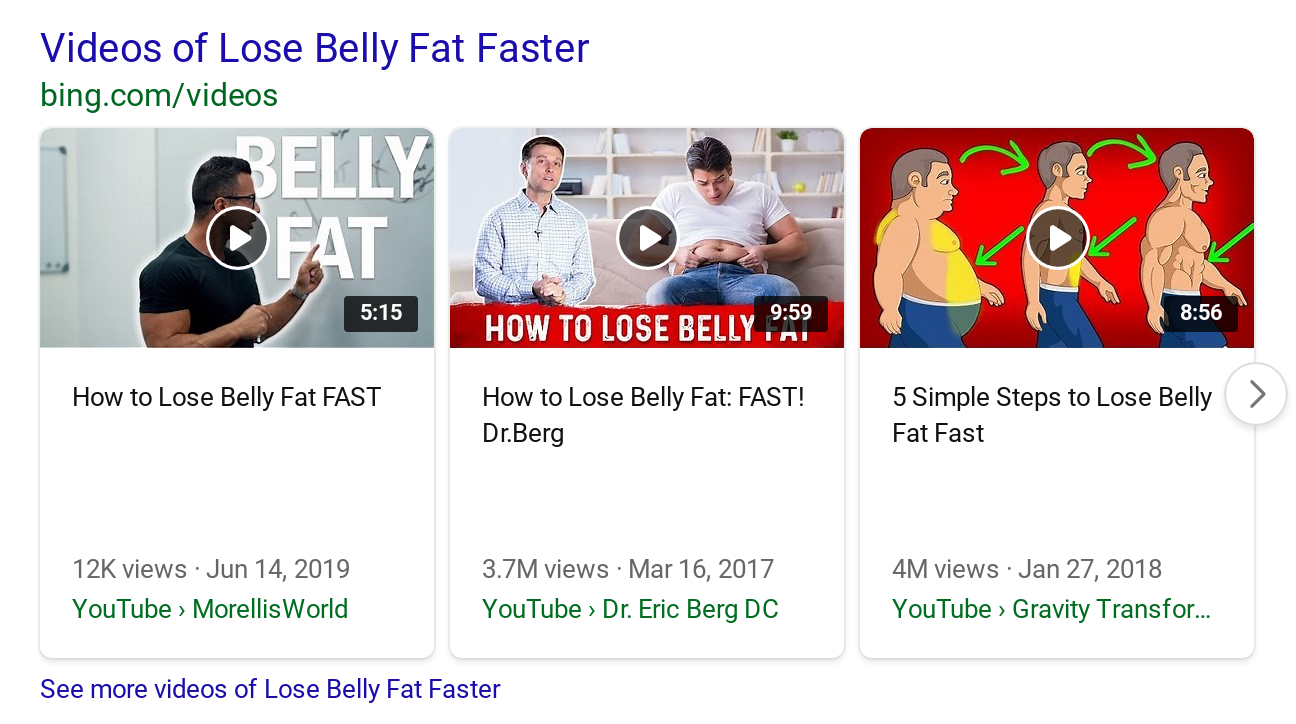 Videos of Lose Belly Fat Faster
bing.com/videos
BELLY
FAT
5:15
HOW TO LOSE BELLY FAT
9:59
8:56
How to Lose Belly Fat FAST
How to Lose Belly Fat: FAST!
Dr.Berg
5 Simple Steps to Lose Belly
Fat Fast
12K views · Jun 14, 2019
YouTube › MorellisWorld
3.7M views · Mar 16, 2017
YouTube › Dr. Eric Berg DC
4M views · Jan 27, 2018
YouTube › Gravity Transfor...
See more videos of Lose Belly Fat Faster